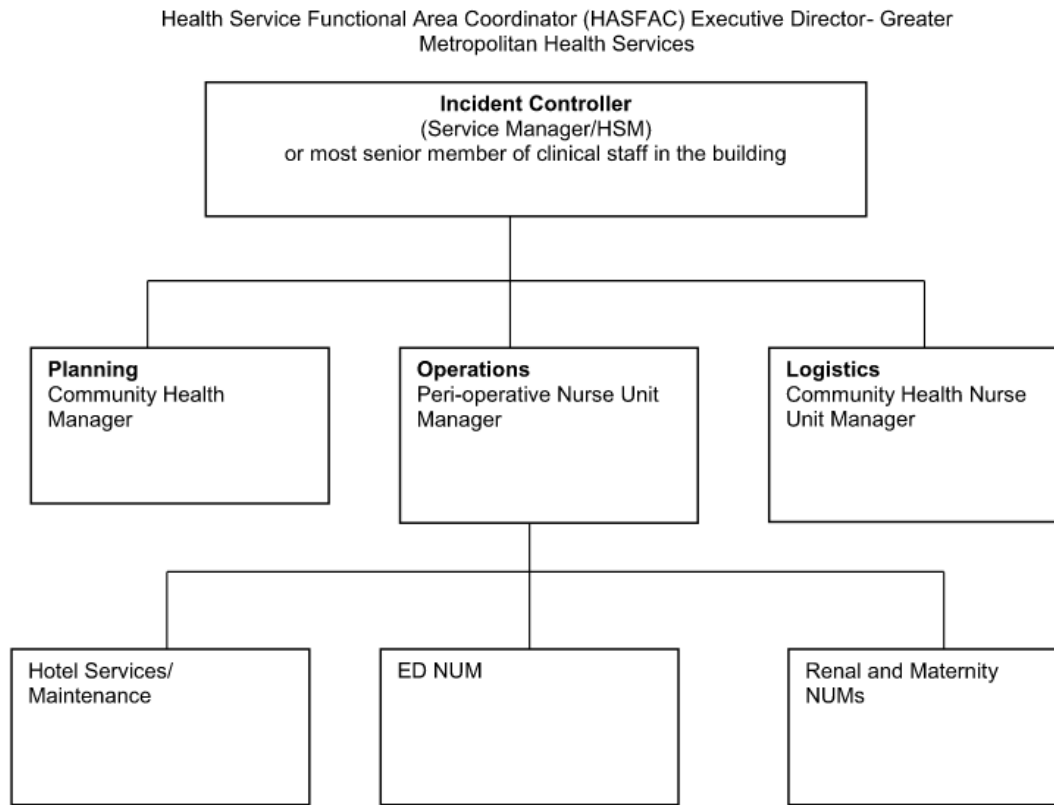 Health Service Functional Area Coordinator (HASFAC) Executive Director- Greater
Metropolitan Health Services
Incident Controller
(Service Manager/HSM)
or most senior member of clinical staff in the building
Planning
Community Health
Manager
Operations
Peri-operative Nurse Unit
Manager
Logistics
Community Health Nurse
Unit Manager
Hotel Services/
Maintenance
ED NUM
Renal and Maternity
NUMs